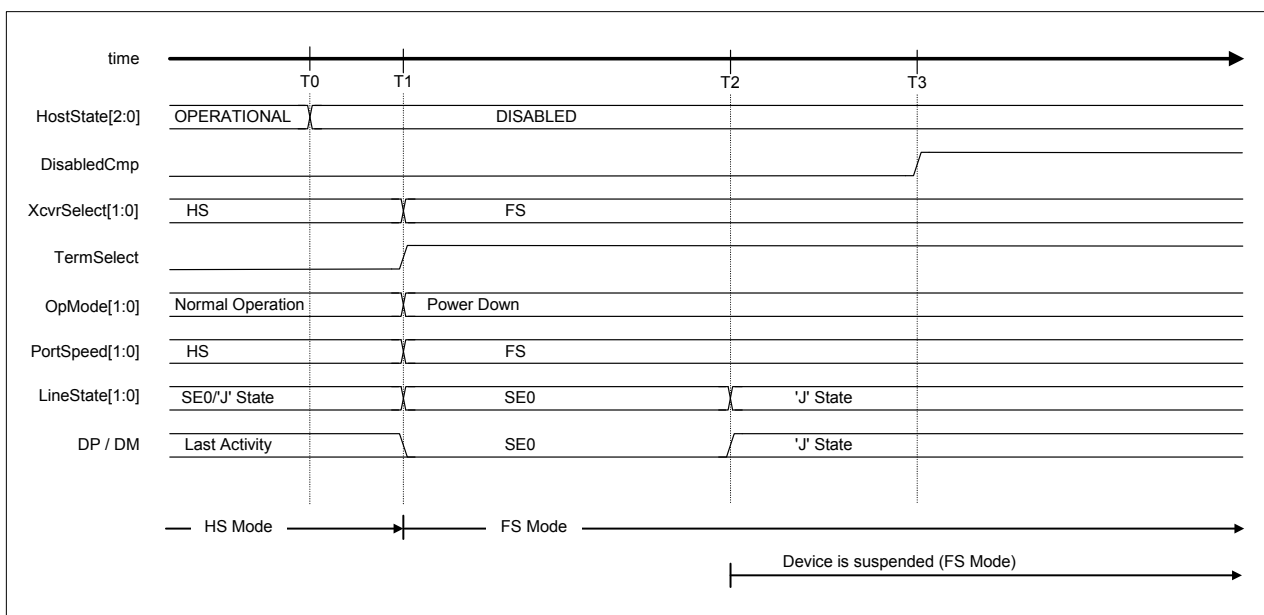 time
T0 T1 T2 T3
HostState[2:0] OPERATIONAL DISABLED
DisabledCmp
XcvrSelect[1:0] HS FS
TermSelect
OpMode[1:0] Normal Operation Power Down
PortSpeed[1:0] HS FS
LineState[1:0] SE0/'J' State SE0 'J' State
DP / DM Last Activity SE0 'J' State
HS Mode FS Mode
Device is suspended (FS Mode)